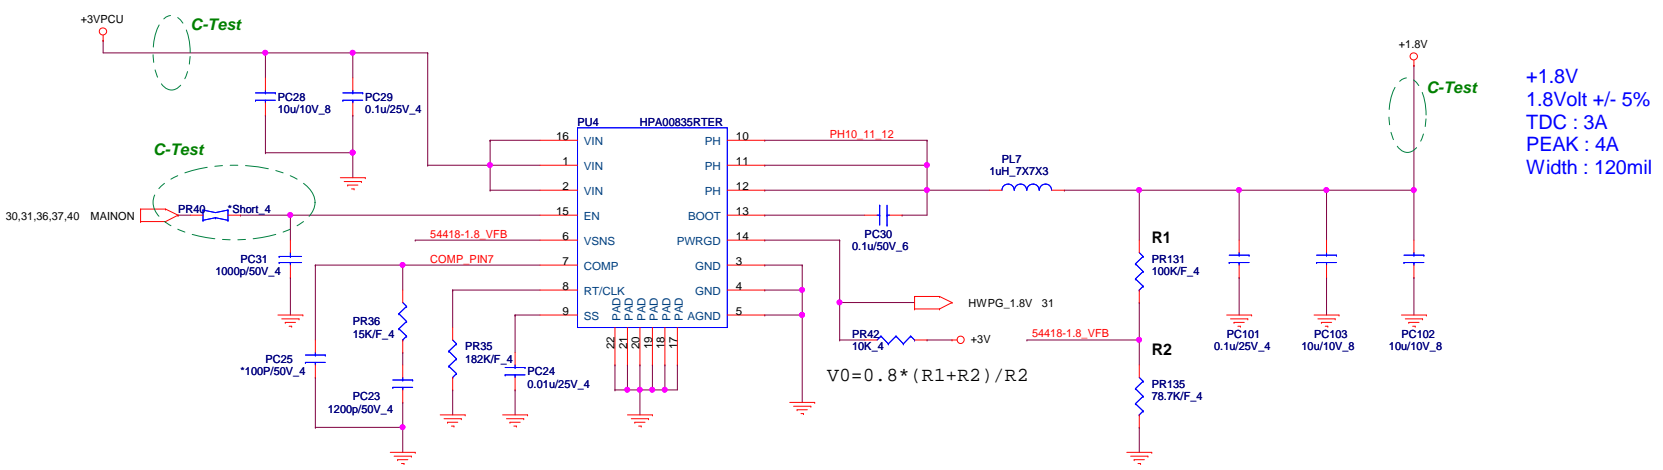 +3VPCU
C-Test
PC28
10u/10V_8
PC29
0.1u/25V_4
C-Test
30,31,36,37,40 MAINON
PR40
*Short_4
PC31
1000p/50V_4
54418-1.8_VFB
COMP_PIN7
PR36
15K/F_4
PC25
*100P/50V_4
PC23
1200p/50V_4
PR35
182K/F_4
PC24
0.01u/25V_4
PU4 HPA00835RTER
16 VIN PH 10
1 VIN PH 11
2 VIN PH 12
15 EN BOOT 13
6 VSNS PWRGD 14
7 COMP GND 3
8 RT/CLK GND 4
9 SS AGND 5
PAD PAD PAD PAD PAD PAD
22 21 20 19 18 17
PH10_11_12
PC30
0.1u/50V_6
PL7
1uH_7X7X3
HWPG_1.8V 31
PR42
10K_4
+3V
V0=0.8*(R1+R2)/R2
54418-1.8_VFB
R1
PR131
100K/F_4
R2
PR135
78.7K/F_4
PC101
0.1u/25V_4
PC103
10u/10V_8
PC102
10u/10V_8
+1.8V
C-Test
+1.8V
1.8Volt +/- 5%
TDC : 3A
PEAK : 4A
Width : 120mil